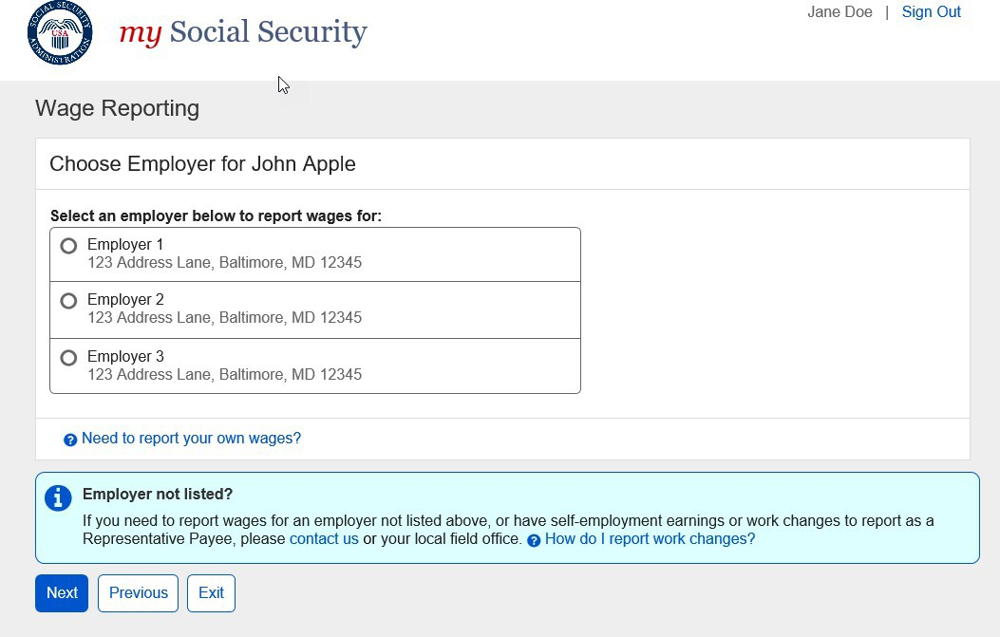 SOCIAL SECURITY
USA
ADMINISTRATION
my Social Security
Jane Doe | Sign Out
Wage Reporting
Choose Employer for John Apple
Select an employer below to report wages for:
Employer 1
123 Address Lane, Baltimore, MD 12345
Employer 2
123 Address Lane, Baltimore, MD 12345
Employer 3
123 Address Lane, Baltimore, MD 12345
? Need to report your own wages?
i Employer not listed?
If you need to report wages for an employer not listed above, or have self-employment earnings or work changes to report as a
Representative Payee, please contact us or your local field office. ? How do I report work changes?
Next Previous Exit